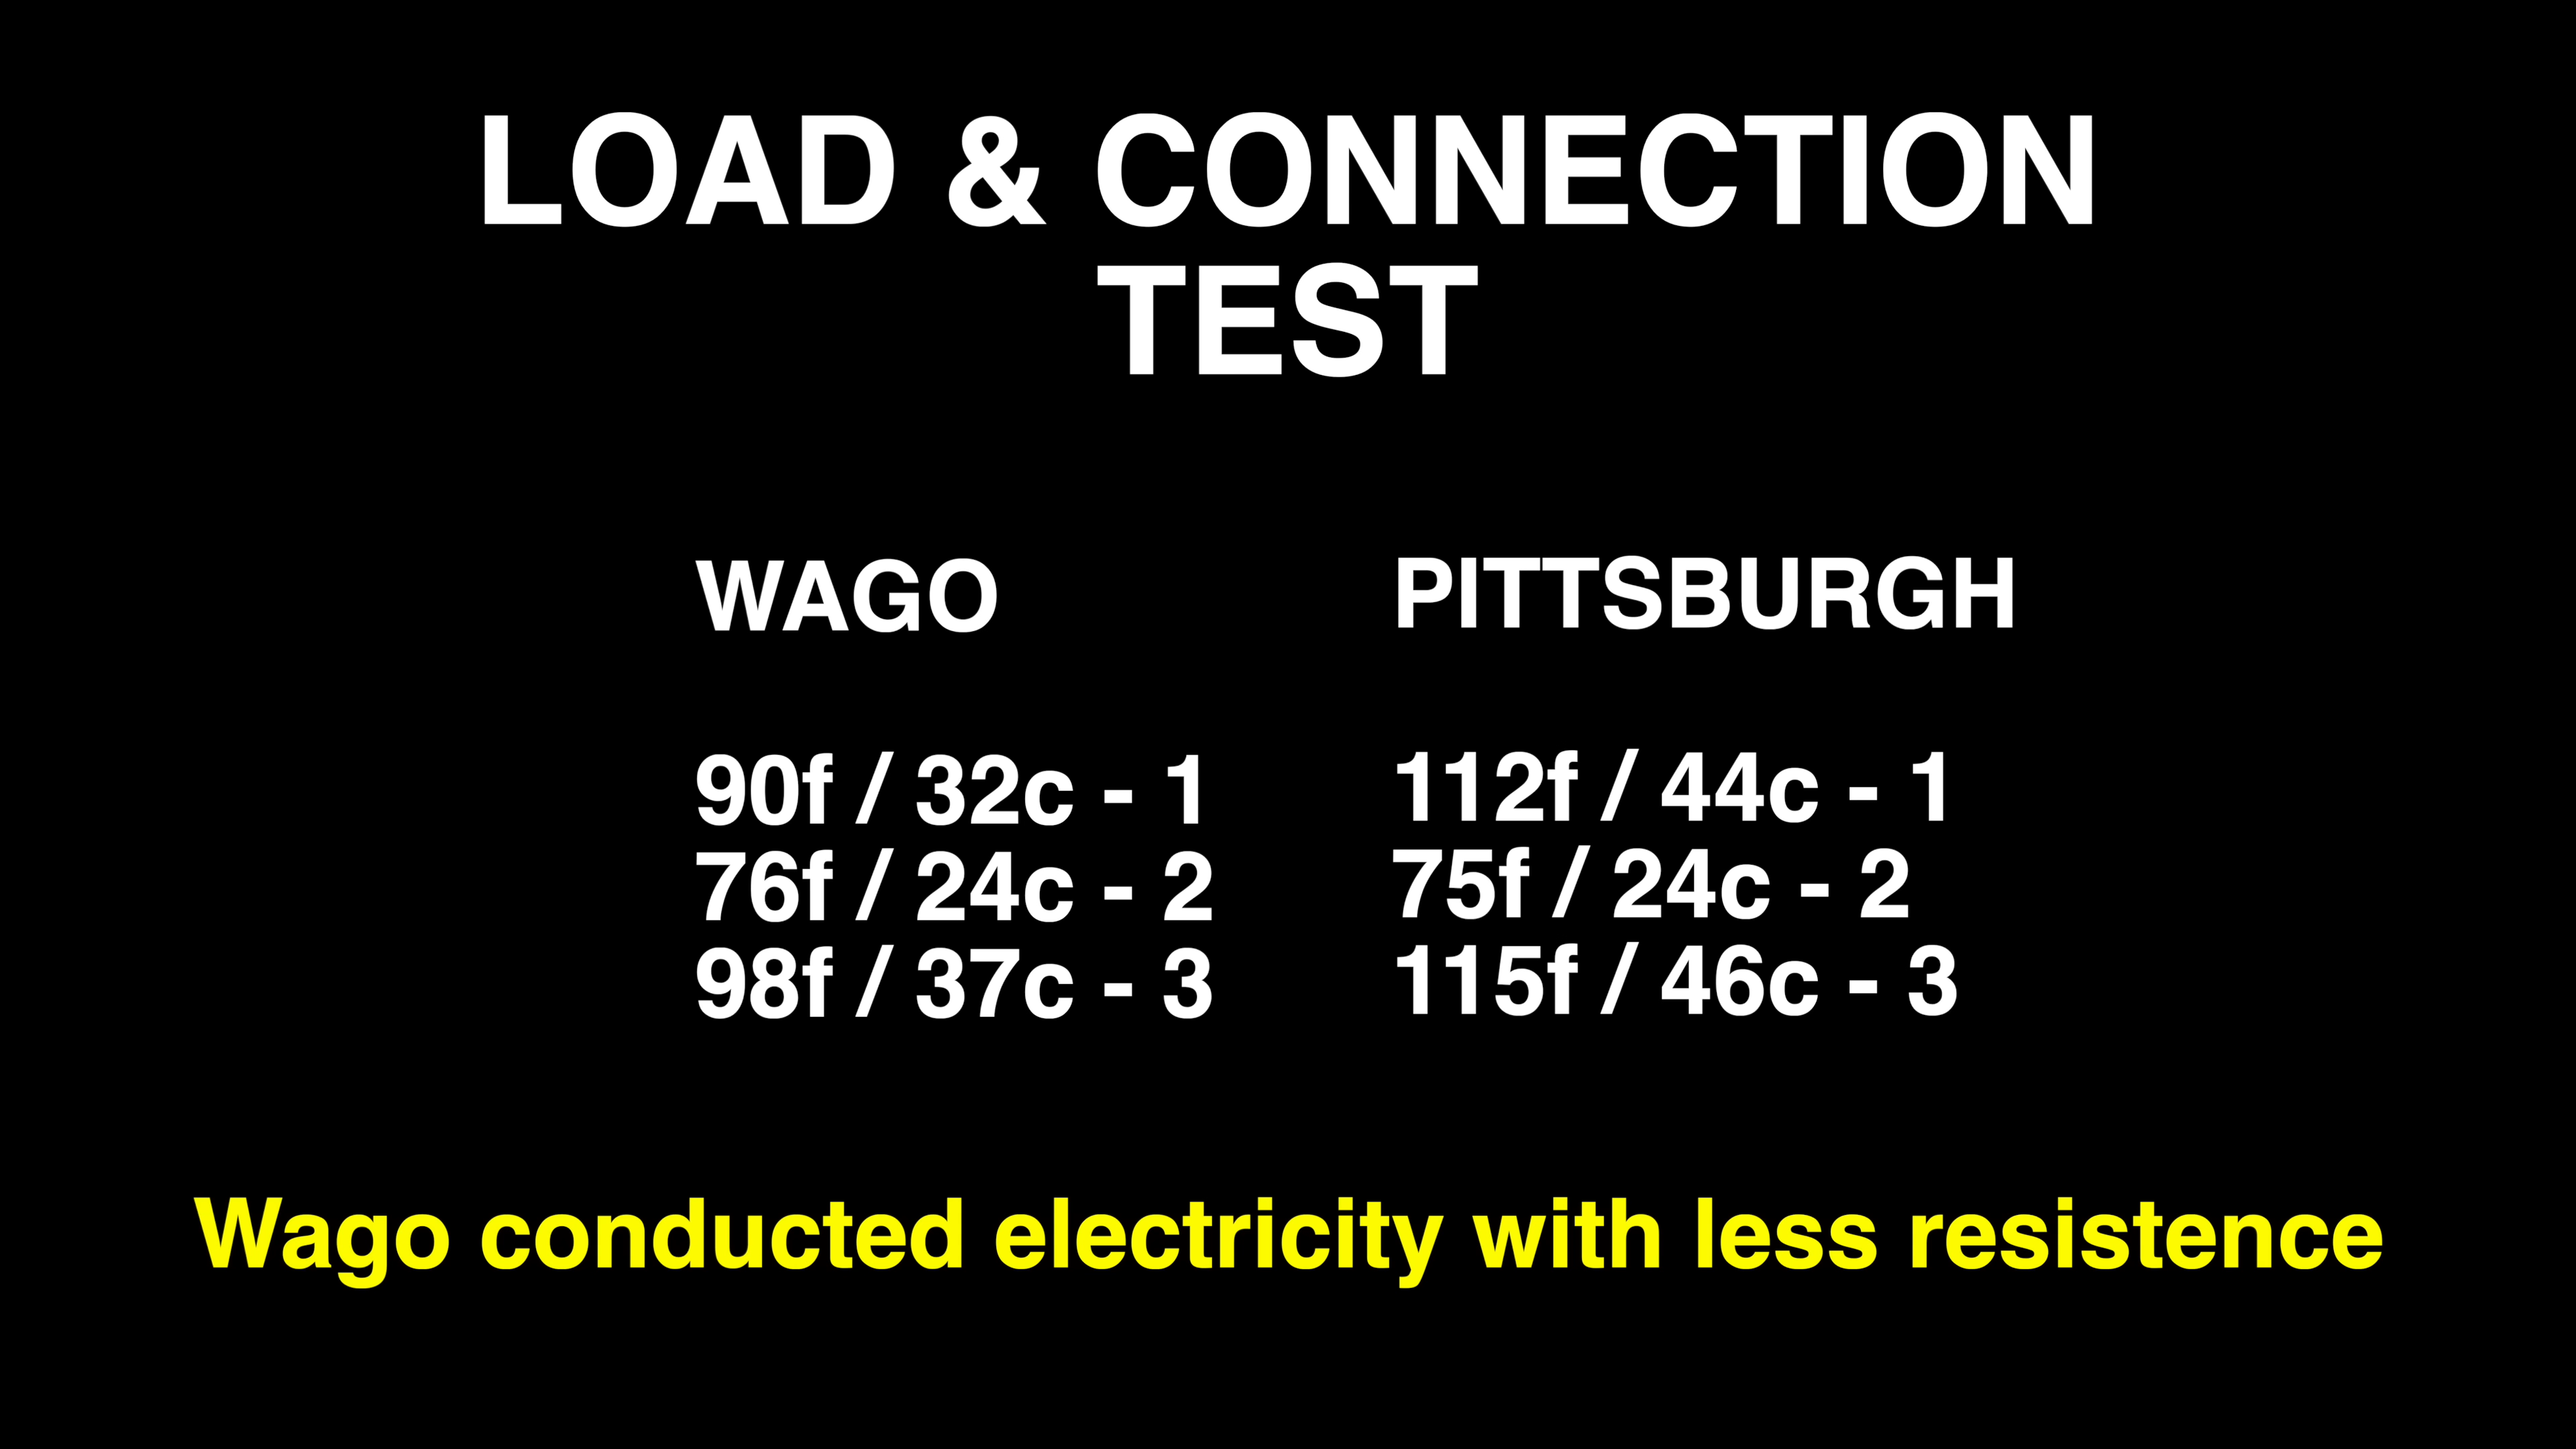 LOAD & CONNECTION
TEST
WAGO
90f / 32c - 1
76f / 24c - 2
98f / 37c - 3
PITTSBURGH
112f / 44c - 1
75f / 24c - 2
115f / 46c - 3
Wago conducted electricity with less resistence